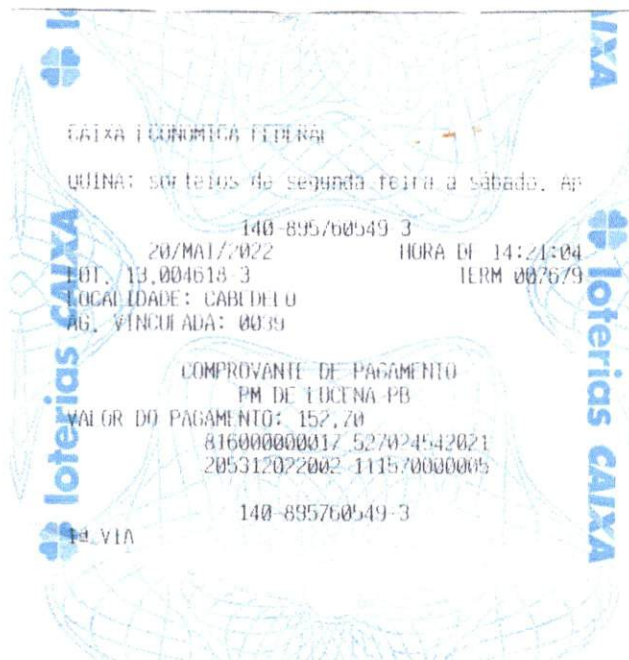 loterias CAIXA
CAIXA ECONOMICA FEDERAL
QUINA: sorteios de segunda feira a sábado. Ap
140-895760549-3
20/MAI/2022 HORA DF 14:21:04
LOT. 13.004618-3 TERM 007679
LOCALIDADE: CABEDELO
AG. VINCULADA: 0039
COMPROVANTE DE PAGAMENTO
PM DE LUCENA-PB
VALOR DO PAGAMENTO: 152,70
816000000017 527024542021
205312022002 111570000005
140-895760549-3
1ª VIA
loterias CAIXA